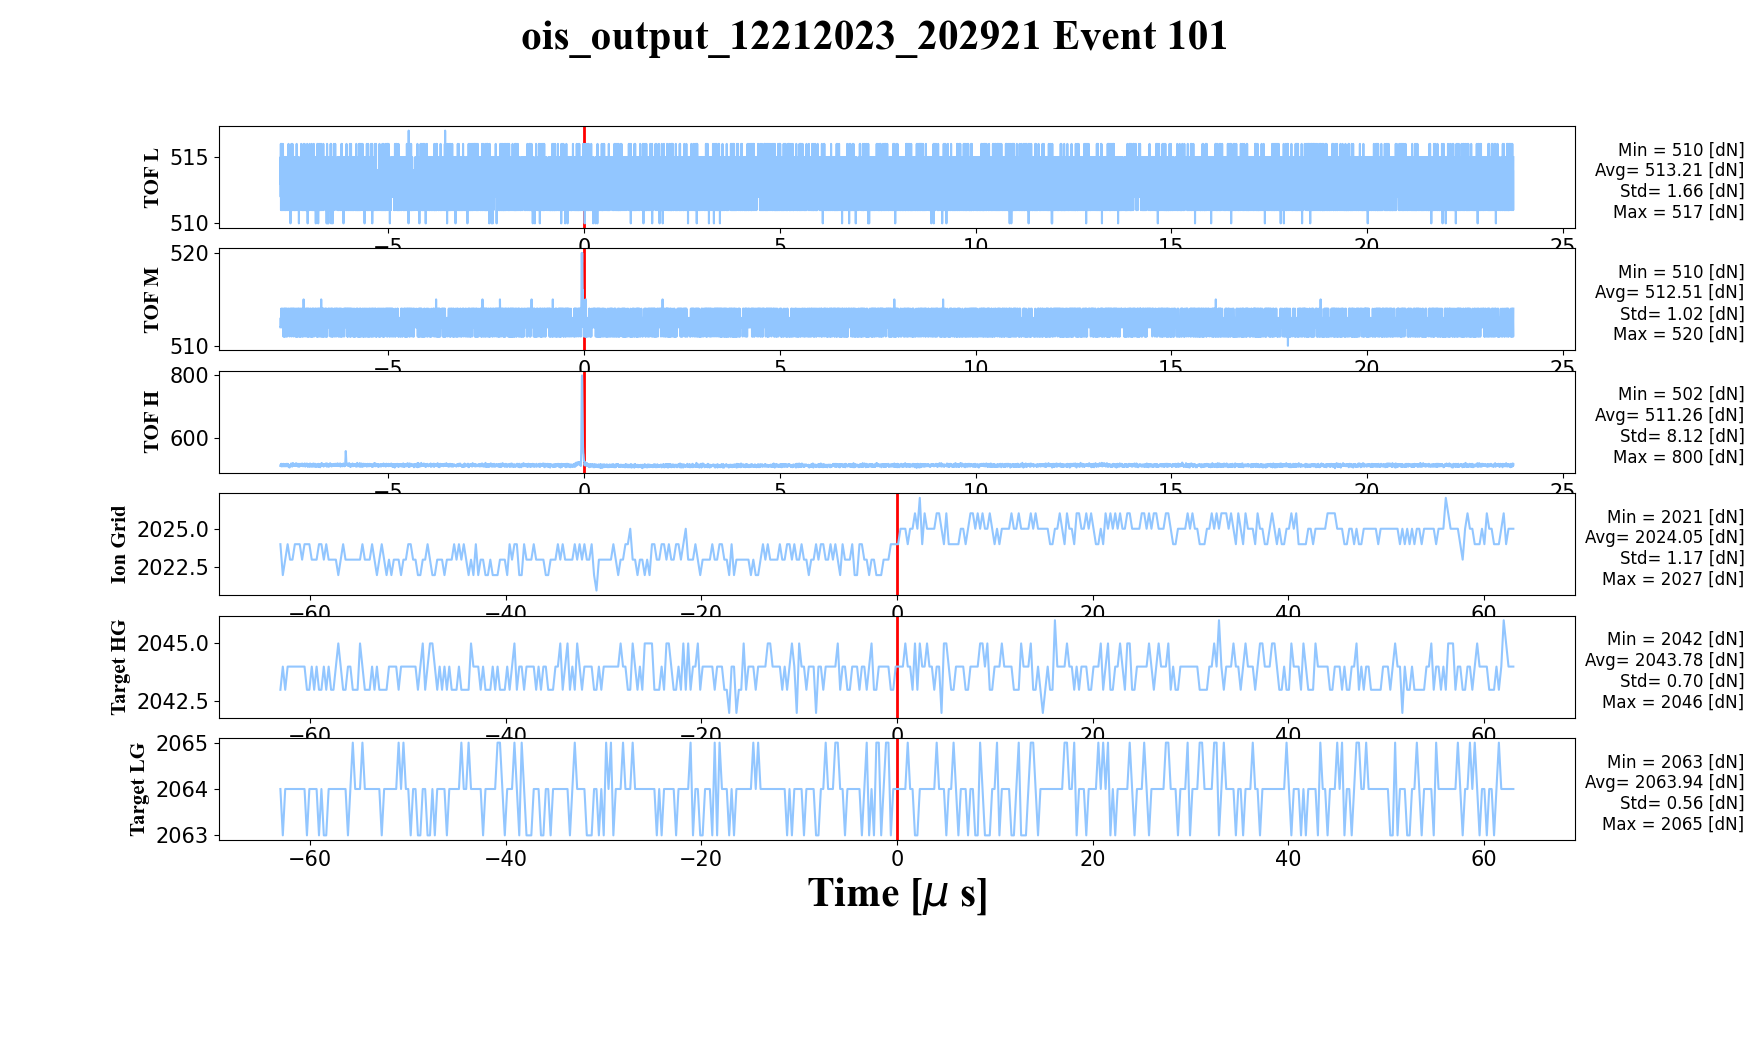 ois_output_12212023_202921 Event 101
TOF L
515
510
−5
0
5
10
15
20
25
Min = 510 [dN]
Avg= 513.21 [dN]
Std= 1.66 [dN]
Max = 517 [dN]
TOF M
520
510
−5
0
5
10
15
20
25
Min = 510 [dN]
Avg= 512.51 [dN]
Std= 1.02 [dN]
Max = 520 [dN]
TOF H
800
600
−5
0
5
10
15
20
25
Min = 502 [dN]
Avg= 511.26 [dN]
Std= 8.12 [dN]
Max = 800 [dN]
Ion Grid
2025.0
2022.5
−60
−40
−20
0
20
40
60
Min = 2021 [dN]
Avg= 2024.05 [dN]
Std= 1.17 [dN]
Max = 2027 [dN]
Target HG
2045.0
2042.5
−60
−40
−20
0
20
40
60
Min = 2042 [dN]
Avg= 2043.78 [dN]
Std= 0.70 [dN]
Max = 2046 [dN]
Target LG
2065
2064
2063
−60
−40
−20
0
20
40
60
Min = 2063 [dN]
Avg= 2063.94 [dN]
Std= 0.56 [dN]
Max = 2065 [dN]
Time [μ s]